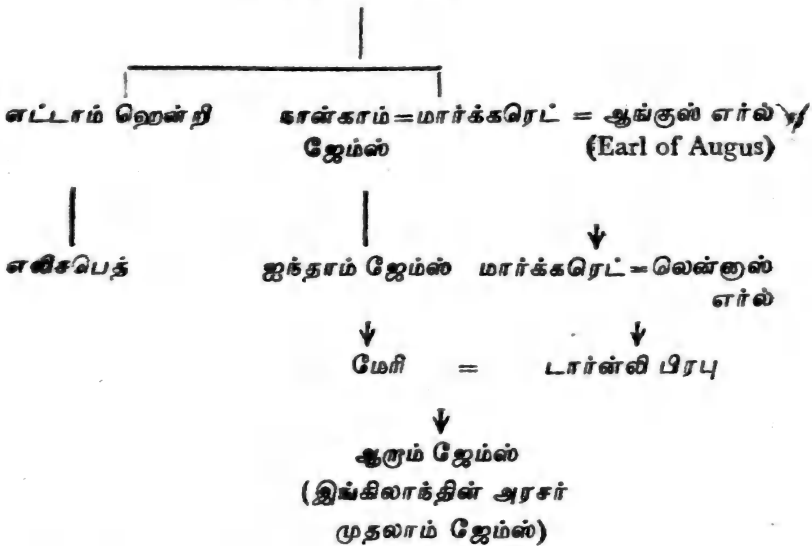 எட்டாம் ஹென்றி நான்காம்=மார்க்கரெட் = ஆங்குஸ் எர்ல்
ஜேம்ஸ் (Earl of Augus)
எலிசபெத் ஐந்தாம் ஜேம்ஸ் மார்க்கரெட்=லென்னாஸ்
எர்ல்
மேரி = டார்ன்லி பிரபு
ஆறாம் ஜேம்ஸ்
(இங்கிலாந்தின் அரசர்
முதலாம் ஜேம்ஸ்)